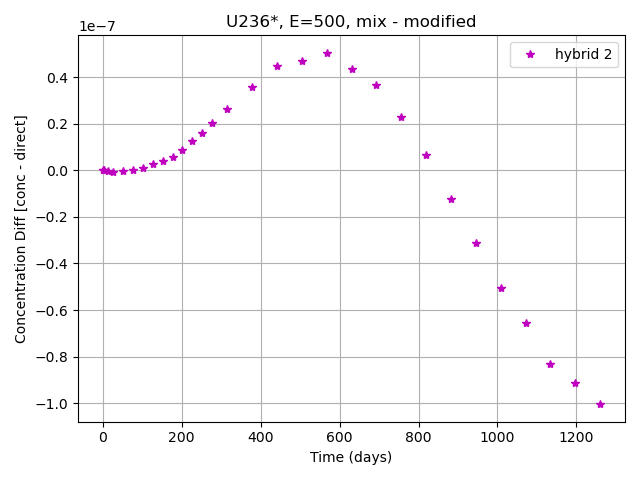 U236*, E=500, mix - modified
1e−7
hybrid 2
Concentration Diff [conc - direct]
0.4
0.2
0.0
−0.2
−0.4
−0.6
−0.8
−1.0
0 200 400 600 800 1000 1200
Time (days)